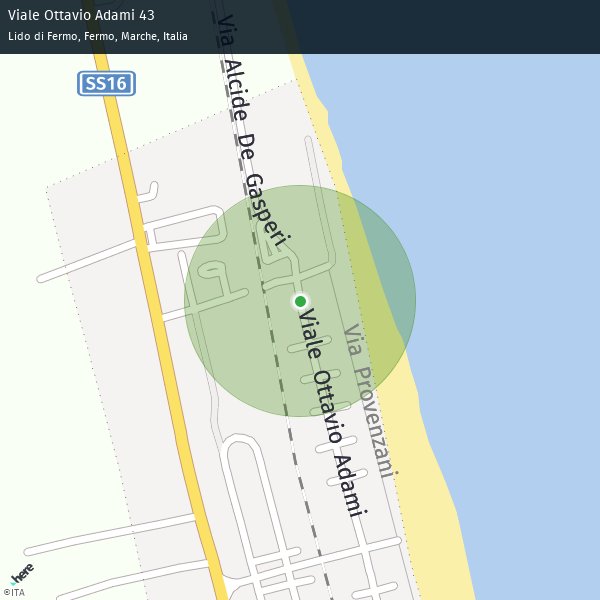 Viale Ottavio Adami 43
Lido di Fermo, Fermo, Marche, Italia
Via Alcide De Gasperi
SS16
Viale Ottavio Adami
Via Provenzani
here
©ITA